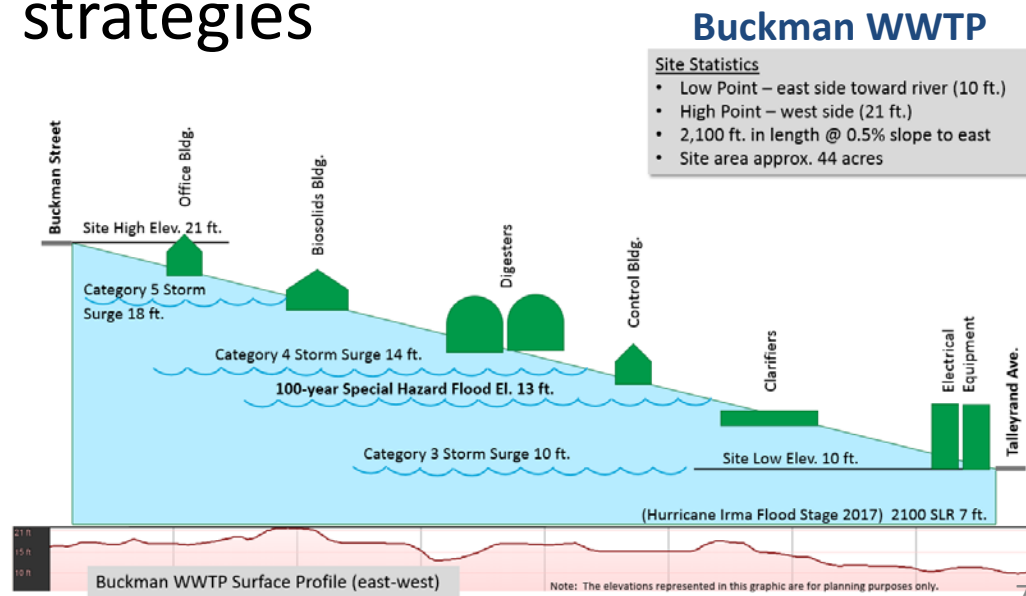 strategies
Buckman WWTP
Site Statistics
• Low Point – east side toward river (10 ft.)
• High Point – west side (21 ft.)
• 2,100 ft. in length @ 0.5% slope to east
• Site area approx. 44 acres
Buckman Street
Office Bldg.
Biosolids Bldg.
Digesters
Control Bldg.
Clarifiers
Electrical
Equipment
Talleyrand Ave.
Site High Elev. 21 ft.
Category 5 Storm
Surge 18 ft.
Category 4 Storm Surge 14 ft.
100-year Special Hazard Flood El. 13 ft.
Category 3 Storm Surge 10 ft.
Site Low Elev. 10 ft.
(Hurricane Irma Flood Stage 2017) 2100 SLR 7 ft.
21 ft
15 ft
10 ft
Buckman WWTP Surface Profile (east-west)
Note: The elevations represented in this graphic are for planning purposes only.